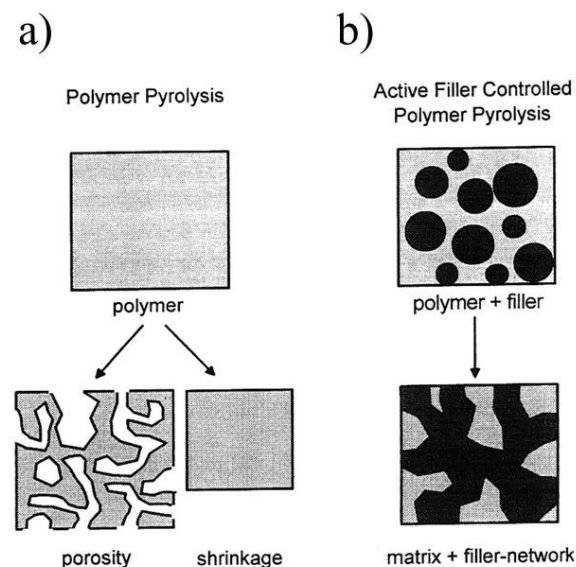 a)
b)
Polymer Pyrolysis
Active Filler Controlled
Polymer Pyrolysis
polymer
polymer + filler
porosity
shrinkage
matrix + filler-network